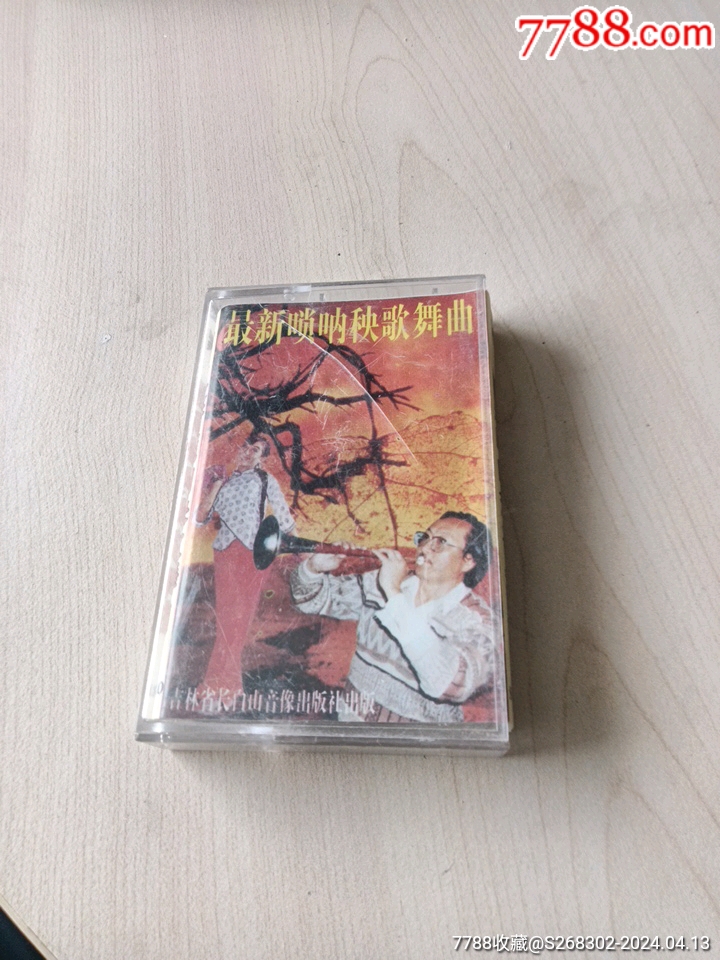 7788.com
最新唢呐秧歌舞曲
吉林省长白山音像出版社出版
7788收藏@S268302-2024.04.13